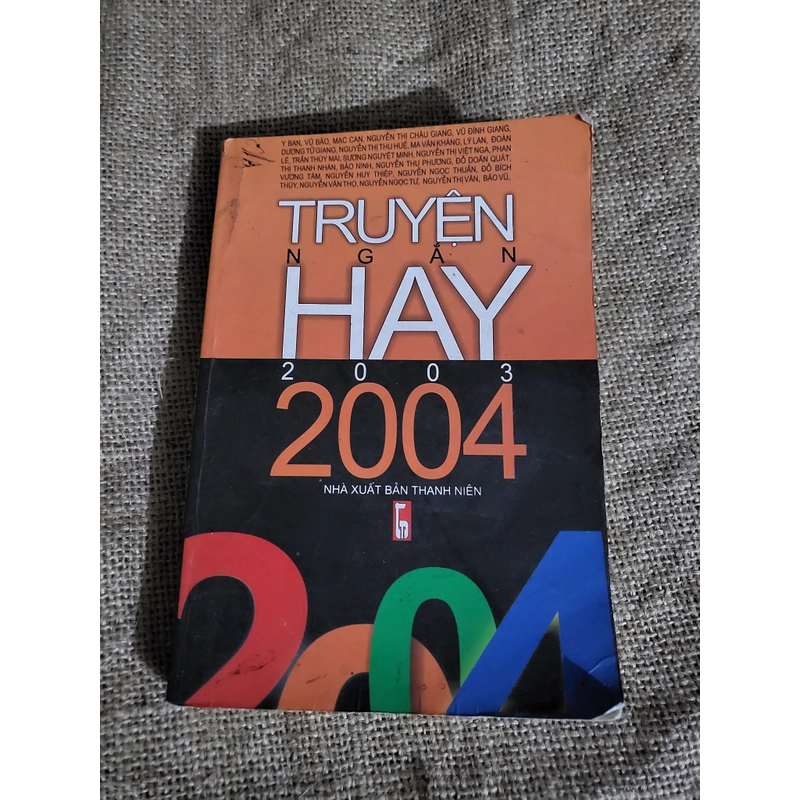 Y BAN, VŨ BÃO, MẠC CAN, NGUYỄN THỊ CHÂU GIANG, VŨ ĐÌNH GIANG,
DƯƠNG TỬ GIANG, NGUYỄN THỊ THU HUỆ, MA VĂN KHÁNG, LÝ LAN, ĐOÀN
LÊ, TRẦN THÙY MAI, SƯƠNG NGUYỆT MINH, NGUYỄN THỊ VIỆT NGA, PHAN
THỊ THANH NHÀN, BẢO NINH, NGUYỄN THU PHƯƠNG, ĐỖ DOÃN QUẬT,
VƯƠNG TÂM, NGUYỄN HUY THIỆP, NGUYỄN NGỌC THUẦN, ĐỖ BÍCH
THÚY, NGUYỄN VĂN THỌ, NGUYỄN NGỌC TƯ, NGUYỄN THỊ VÂN, BẢO VŨ,
TRUYỆN
NGẮN
HAY
2003
2004
NHÀ XUẤT BẢN THANH NIÊN
2004